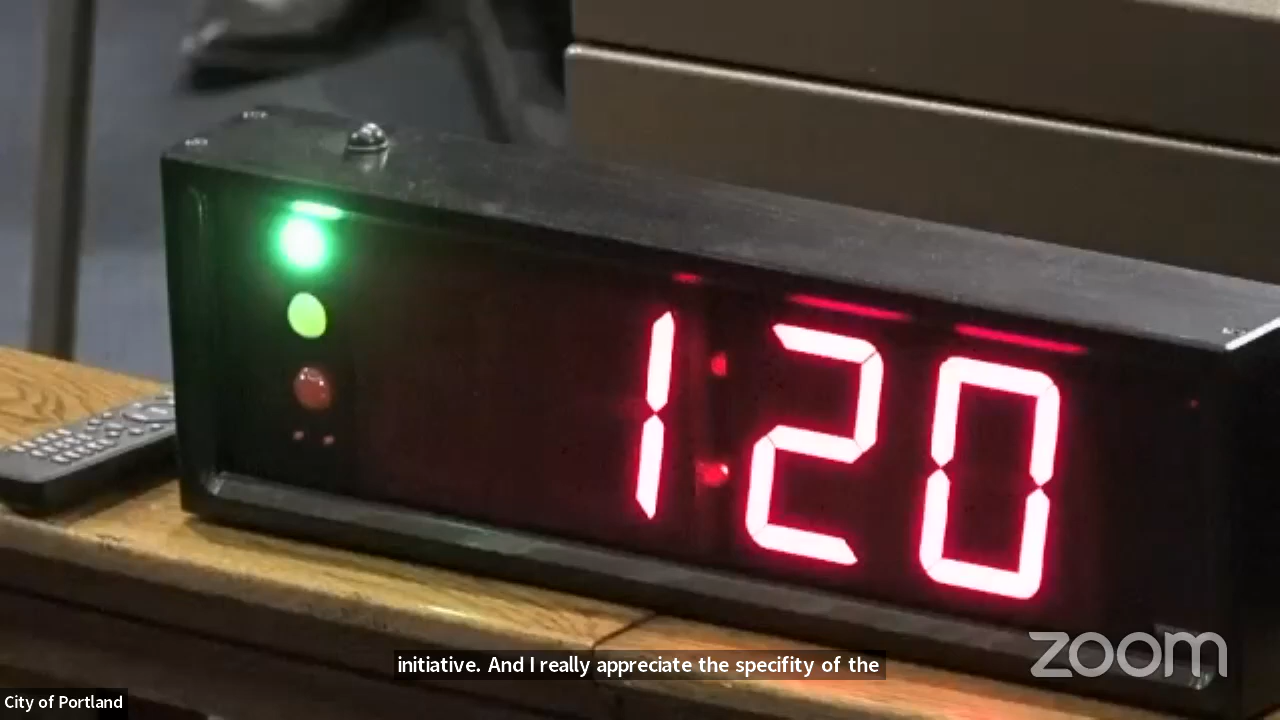 1:20
initiative. And I really appreciate the specifity of the
zoom
City of Portland